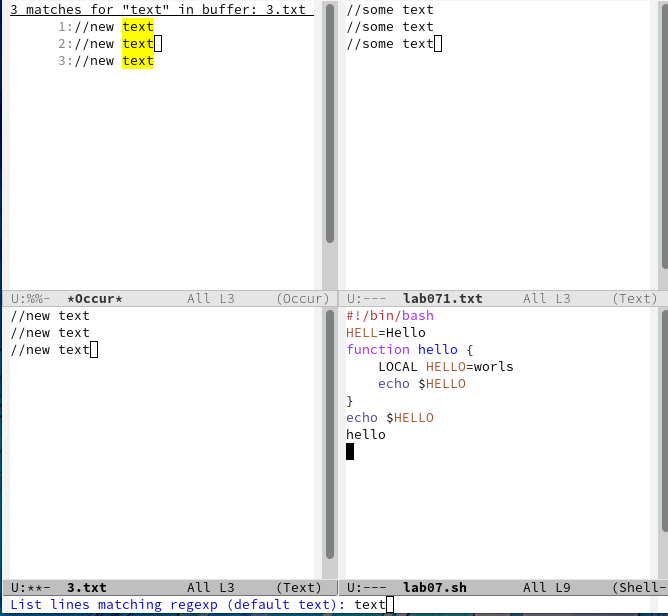 3 matches for "text" in buffer: 3.txt
1://new text
2://new text
3://new text
U:%%-  *Occur*        All L3     (Occur)
//some text
//some text
//some text
U:---  lab071.txt     All L3     (Text)
//new text
//new text
//new text
U:**-  3.txt          All L3     (Text)
#!/bin/bash
HELL=Hello
function hello {
    LOCAL HELLO=worls
    echo $HELLO
}
echo $HELLO
hello
U:---  lab07.sh       All L9     (Shell-
List lines matching regexp (default text): text